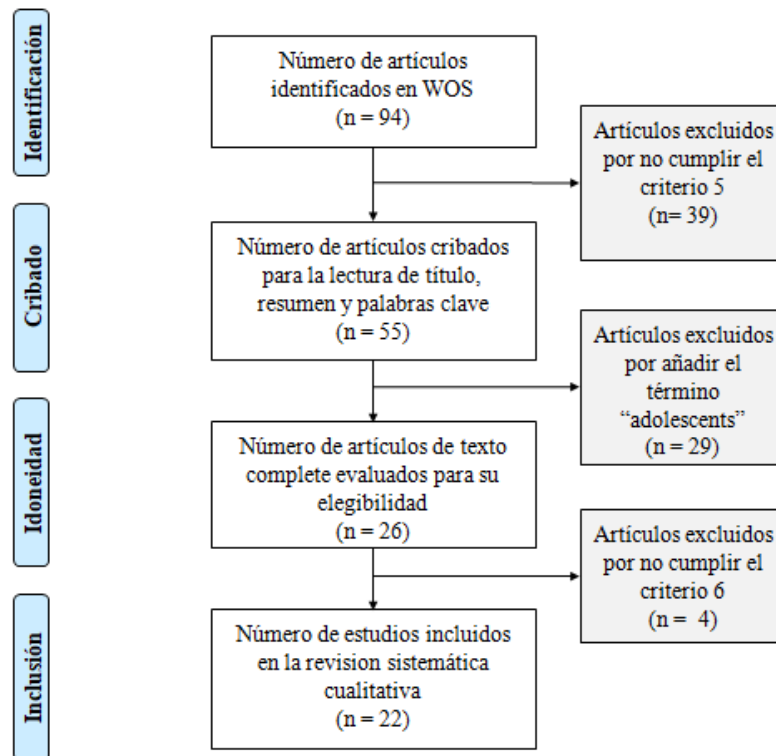 Identificación
Número de artículos
identificados en WOS
(n = 94)
Artículos excluidos
por no cumplir el
criterio 5
(n= 39)
Cribado
Número de artículos cribados
para la lectura de título,
resumen y palabras clave
(n = 55)
Artículos excluidos
por añadir el
término
“adolescents”
(n = 29)
Idoneidad
Número de artículos de texto
complete evaluados para su
elegibilidad
(n = 26)
Artículos excluidos
por no cumplir el
criterio 6
(n = 4)
Inclusión
Número de estudios incluidos
en la revision sistemática
cualitativa
(n = 22)